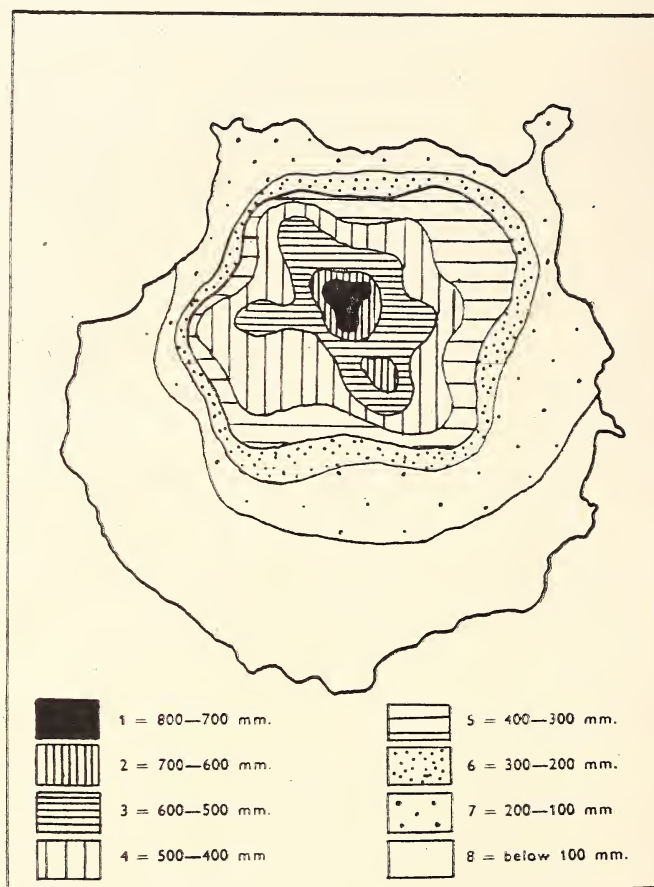 1 = 800—700 mm.
2 = 700—600 mm.
3 = 600—500 mm.
4 = 500—400 mm
5 = 400—300 mm.
6 = 300—200 mm.
7 = 200—100 mm
8 = below 100 mm.